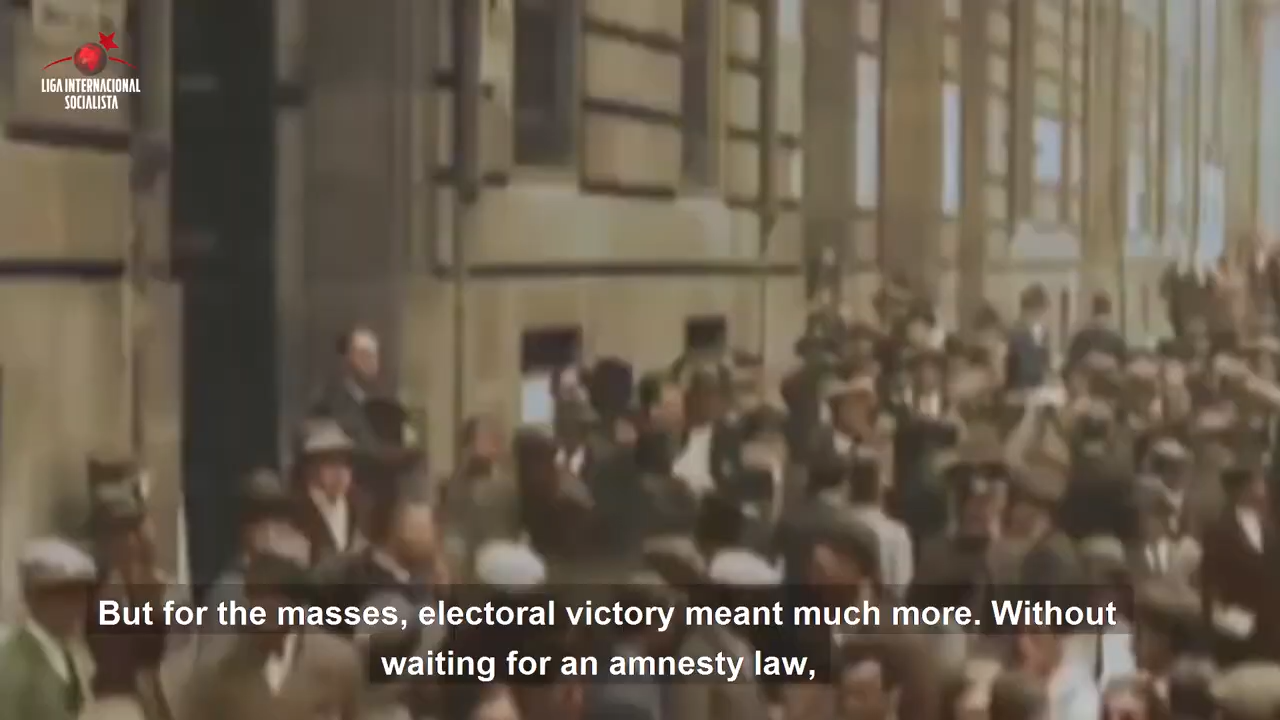 LIGA INTERNACIONAL
SOCIALISTA
But for the masses, electoral victory meant much more. Without
waiting for an amnesty law,